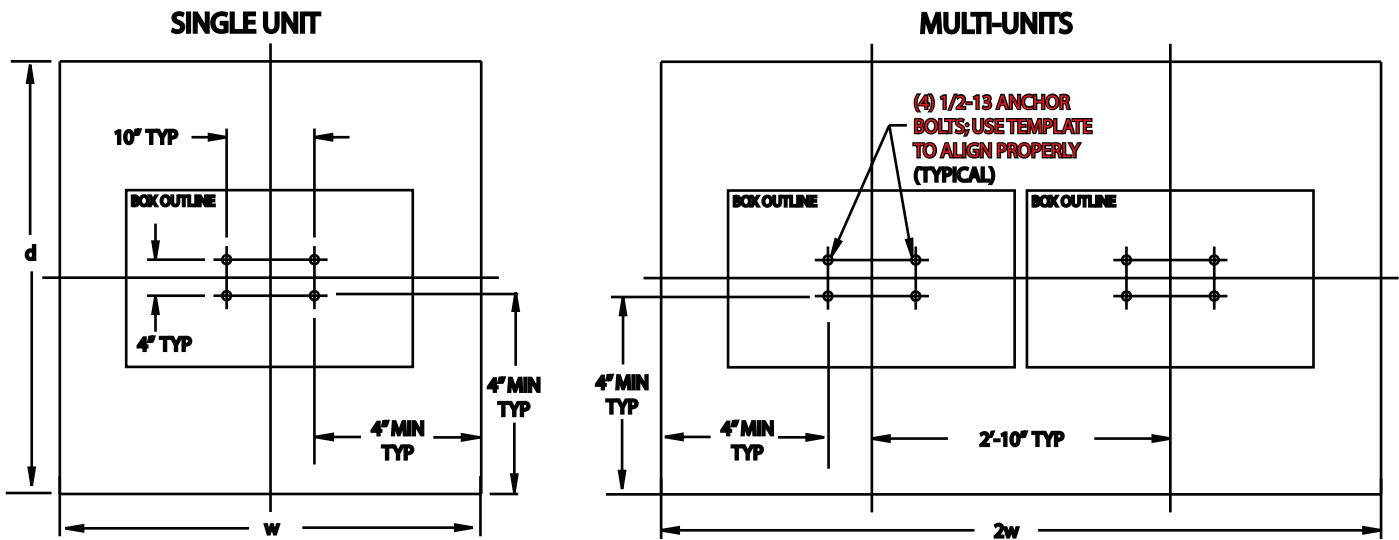 SINGLE UNIT
10" TYP
BOX OUTLINE
d
4" TYP
4" MIN
TYP
4" MIN
TYP
w
MULTI-UNITS
(4) 1/2-13 ANCHOR
BOLTS; USE TEMPLATE
TO ALIGN PROPERLY
(TYPICAL)
BOX OUTLINE
BOX OUTLINE
4" MIN
TYP
4" MIN
TYP
2'-10" TYP
2w